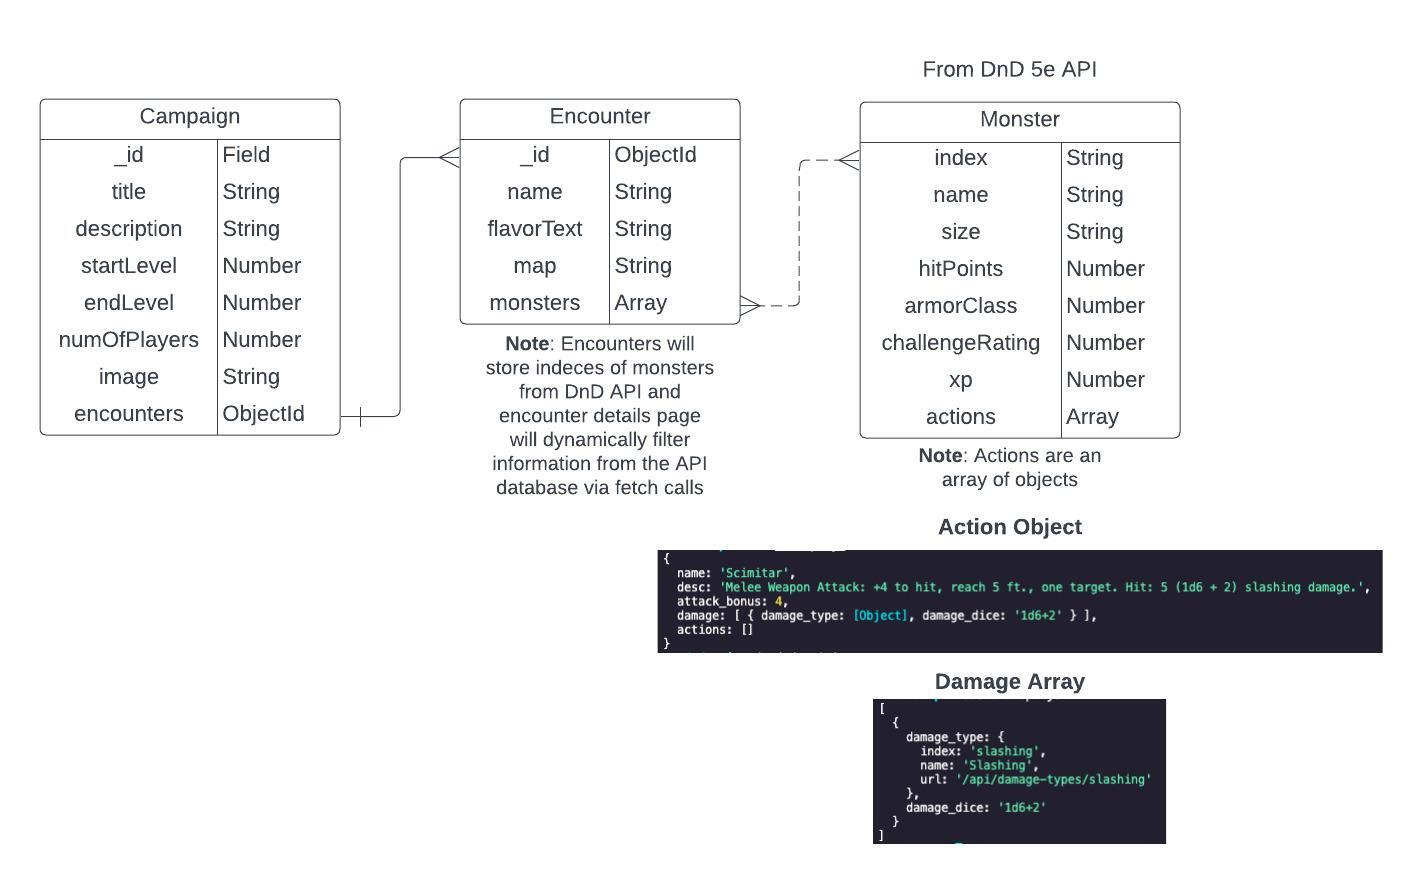 From DnD 5e API
Campaign
_id Field
title String
description String
startLevel Number
endLevel Number
numOfPlayers Number
image String
encounters ObjectId
Encounter
_id ObjectId
name String
flavorText String
map String
monsters Array
Note: Encounters will
store indeces of monsters
from DnD API and
encounter details page
will dynamically filter
information from the API
database via fetch calls
Monster
index String
name String
size String
hitPoints Number
armorClass Number
challengeRating Number
xp Number
actions Array
Note: Actions are an
array of objects
Action Object
{
name: 'Scimitar',
desc: 'Melee Weapon Attack: +4 to hit, reach 5 ft., one target. Hit: 5 (1d6 + 2) slashing damage.',
attack_bonus: 4,
damage: [ { damage_type: [Object], damage_dice: '1d6+2' } ],
actions: []
}
Damage Array
[
{
damage_type: {
index: 'slashing',
name: 'Slashing',
url: '/api/damage-types/slashing'
},
damage_dice: '1d6+2'
}
]